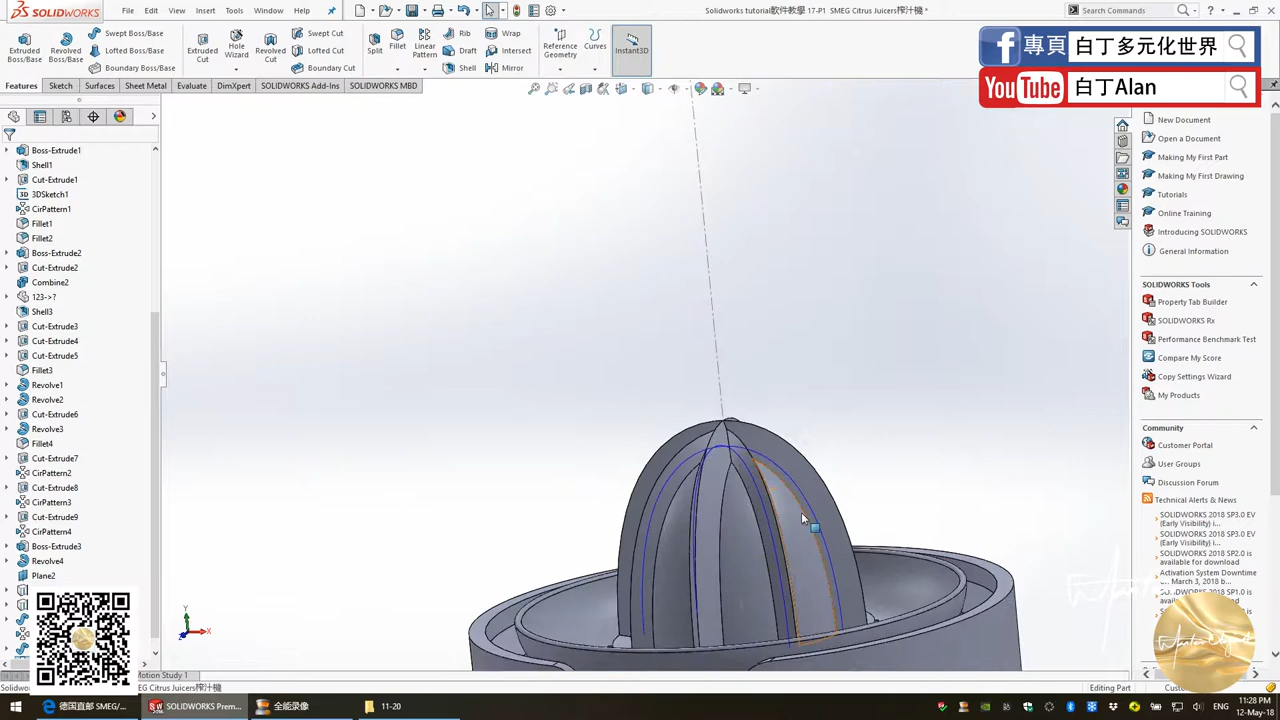 SOLIDWORKS
File Edit View Insert Tools Window Help
Solidworks tutorial軟件教學 17-P1 SMEG Citrus Juicers榨汁機 *
Search Commands
Extruded Boss/Base
Revolved Boss/Base
Swept Boss/Base
Lofted Boss/Base
Boundary Boss/Base
Extruded Cut
Hole Wizard
Revolved Cut
Swept Cut
Lofted Cut
Boundary Cut
Split
Fillet
Linear Pattern
Rib
Draft
Shell
Wrap
Intersect
Mirror
Reference Geometry
Curves
Instant3D
專頁 白丁多元化世界
YouTube 白丁Alan
Features Sketch Surfaces Sheet Metal Evaluate DimXpert SOLIDWORKS Add-Ins SOLIDWORKS MBD
Boss-Extrude1
Shell1
Cut-Extrude1
3DSketch1
CirPattern1
Fillet1
Fillet2
Boss-Extrude2
Cut-Extrude2
Combine2
123->?
Shell3
Cut-Extrude3
Cut-Extrude4
Cut-Extrude5
Fillet3
Revolve1
Revolve2
Cut-Extrude6
Revolve3
Fillet4
Cut-Extrude7
CirPattern2
Cut-Extrude8
CirPattern3
Cut-Extrude9
CirPattern4
Boss-Extrude3
Revolve4
Plane2
Y
X
New Document
Open a Document
Making My First Part
Making My First Drawing
Tutorials
Online Training
Introducing SOLIDWORKS
General Information
SOLIDWORKS Tools
Property Tab Builder
SOLIDWORKS Rx
Performance Benchmark Test
Compare My Score
Copy Settings Wizard
My Products
Community
Customer Portal
User Groups
Discussion Forum
Technical Alerts & News
SOLIDWORKS 2018 SP3.0 EV
(Early Visibility) i...
SOLIDWORKS 2018 SP3.0 EV
(Early Visibility) i...
SOLIDWORKS 2018 SP2.0 is
available for download
Activation System Downtime
Motion Study 1
SMEG Citrus Juicers榨汁機
Editing Part
德国直邮 SMEG/...
SOLIDWORKS Prem...
全能录像
11-20
ENG
11:28 PM
12-May-18